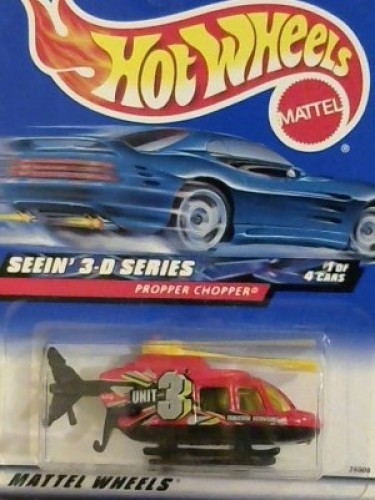 HOT WHEELS
MATTEL
®
SEEIN' 3-D SERIES
#1 OF
4 CARS
PROPPER CHOPPER®
UNIT
3
MATTEL WHEELS